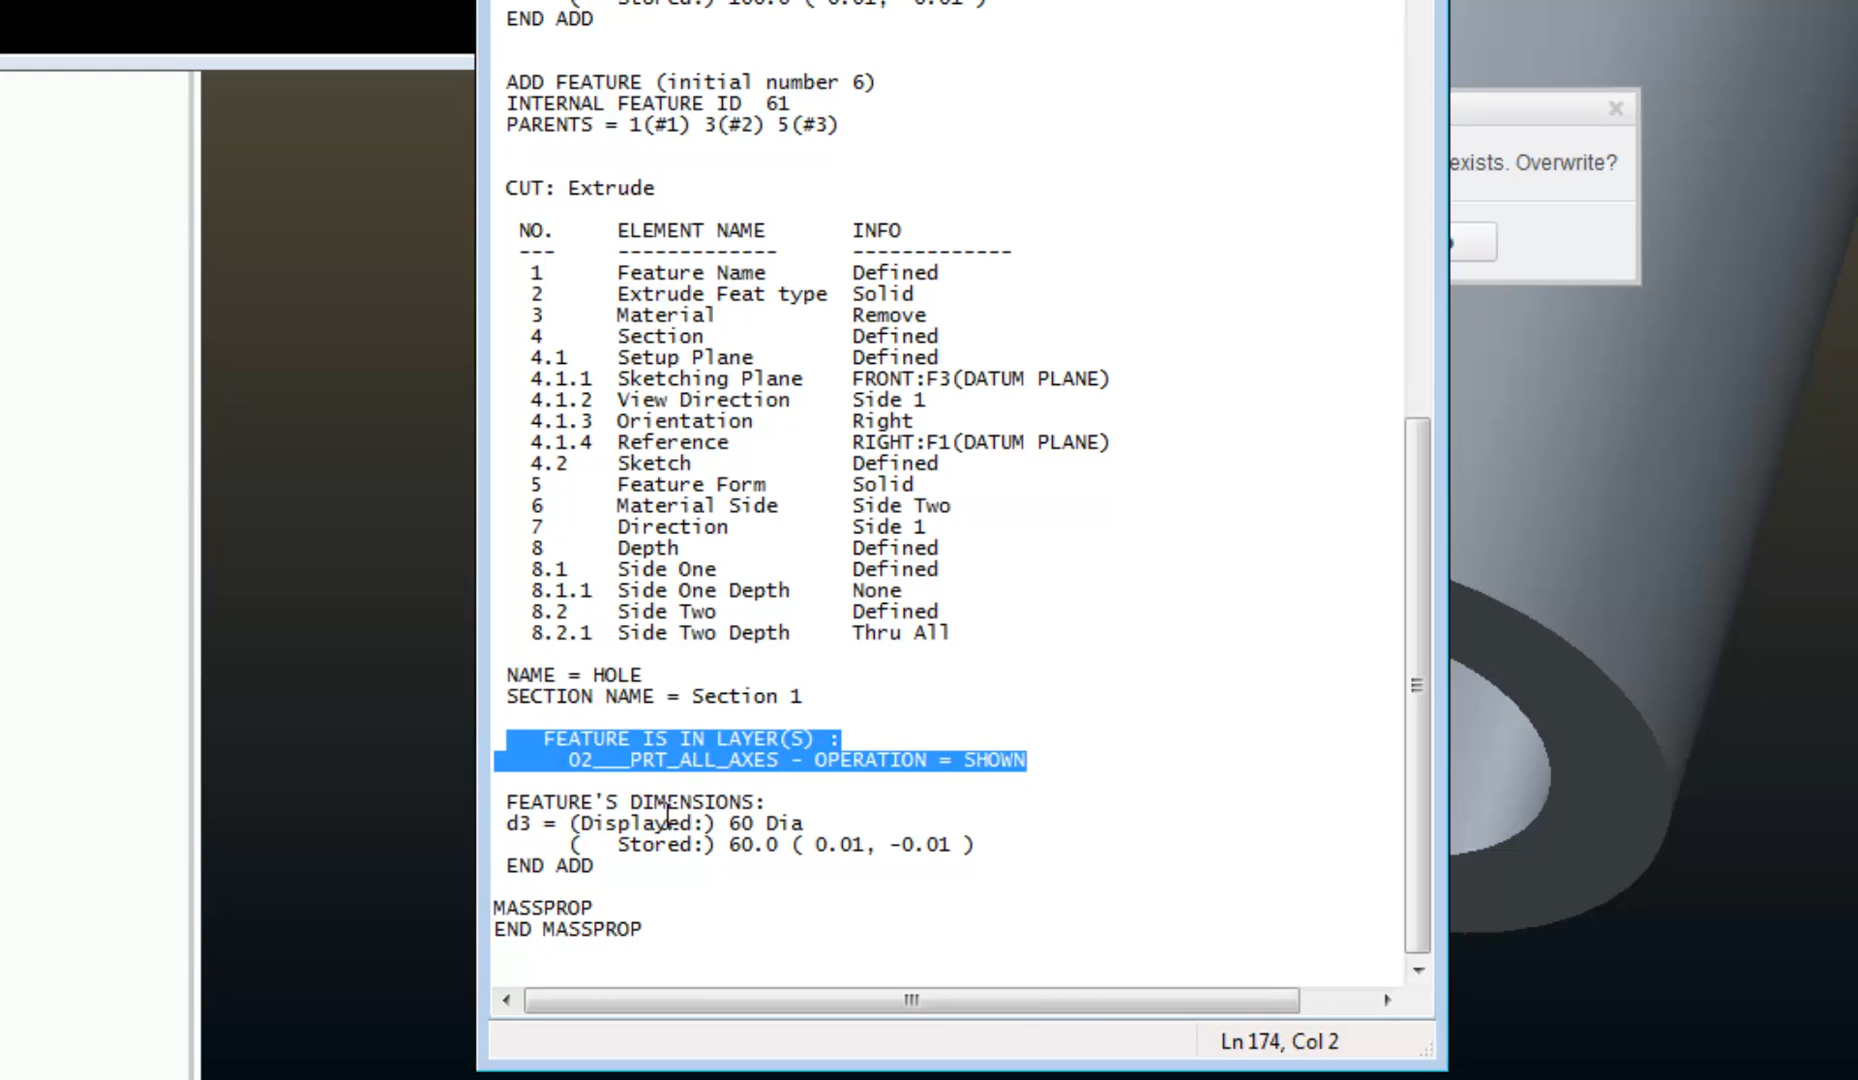 END ADD
ADD FEATURE (initial number 6)
INTERNAL FEATURE ID  61
PARENTS = 1(#1) 3(#2) 5(#3)
CUT: Extrude
NO.  ELEMENT NAME  INFO
---  -------------  -------------
1  Feature Name  Defined
2  Extrude Feat type  Solid
3  Material  Remove
4  Section  Defined
4.1  Setup Plane  Defined
4.1.1  Sketching Plane  FRONT:F3(DATUM PLANE)
4.1.2  View Direction  Side 1
4.1.3  Orientation  Right
4.1.4  Reference  RIGHT:F1(DATUM PLANE)
4.2  Sketch  Defined
5  Feature Form  Solid
6  Material Side  Side Two
7  Direction  Side 1
8  Depth  Defined
8.1  Side One  Defined
8.1.1  Side One Depth  None
8.2  Side Two  Defined
8.2.1  Side Two Depth  Thru All
NAME = HOLE
SECTION NAME = Section 1
FEATURE IS IN LAYER(S) :
02___PRT_ALL_AXES - OPERATION = SHOWN
FEATURE'S DIMENSIONS:
d3 = (Displayed:) 60 Dia
(   Stored:) 60.0 ( 0.01, -0.01 )
END ADD
MASSPROP
END MASSPROP
Ln 174, Col 2
exists. Overwrite?